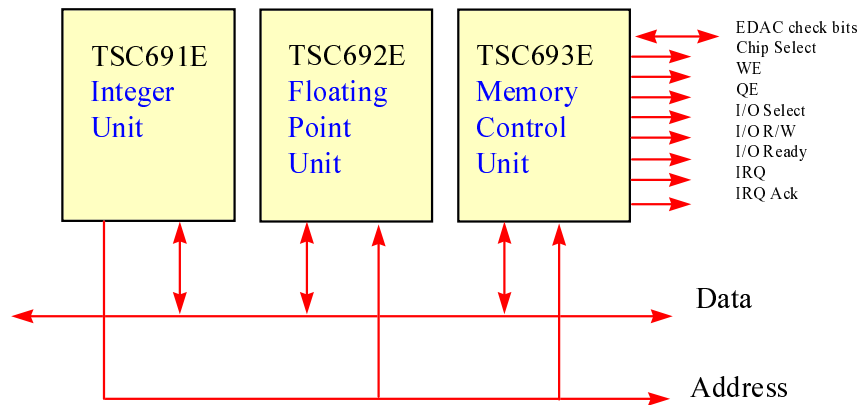 TSC691E
Integer
Unit
TSC692E
Floating
Point
Unit
TSC693E
Memory
Control
Unit
EDAC check bits
Chip Select
WE
QE
I/O Select
I/O R/W
I/O Ready
IRQ
IRQ Ack
Data
Address